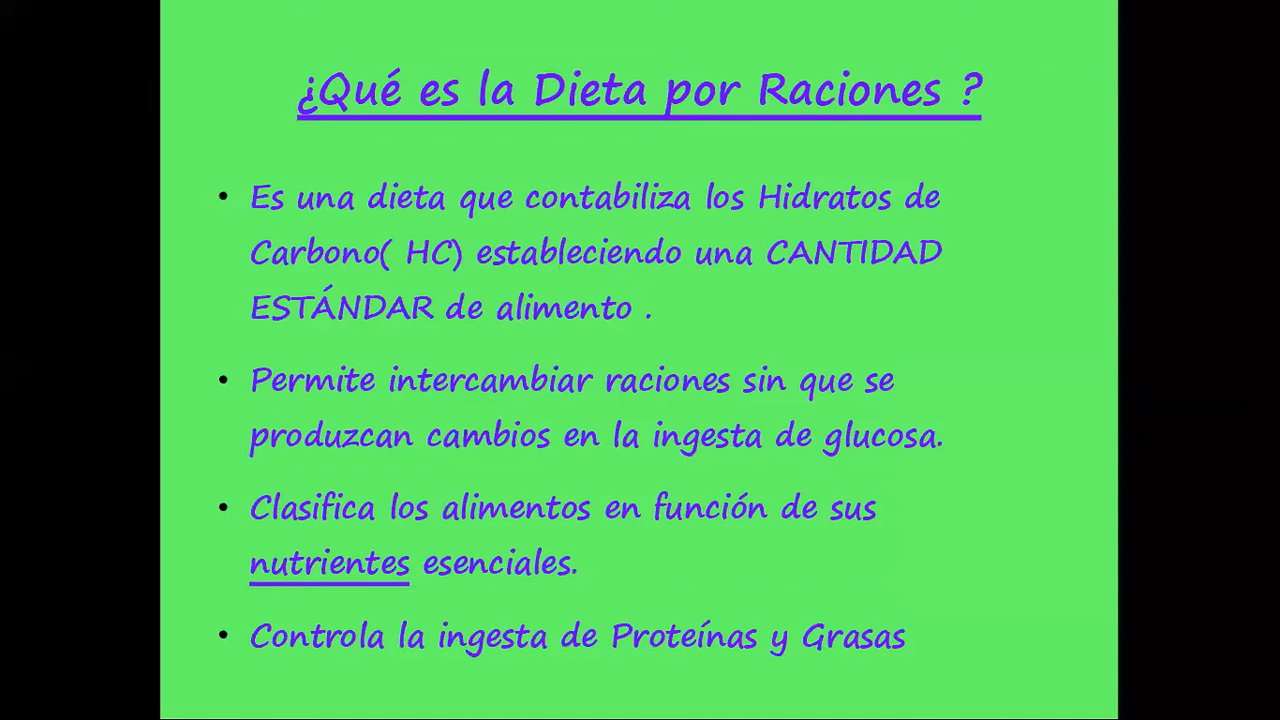 ¿Qué es la Dieta por Raciones ?
• Es una dieta que contabiliza los Hidratos de
Carbono( HC) estableciendo una CANTIDAD
ESTÁNDAR de alimento .
• Permite intercambiar raciones sin que se
produzcan cambios en la ingesta de glucosa.
• Clasifica los alimentos en función de sus
nutrientes esenciales.
• Controla la ingesta de Proteínas y Grasas